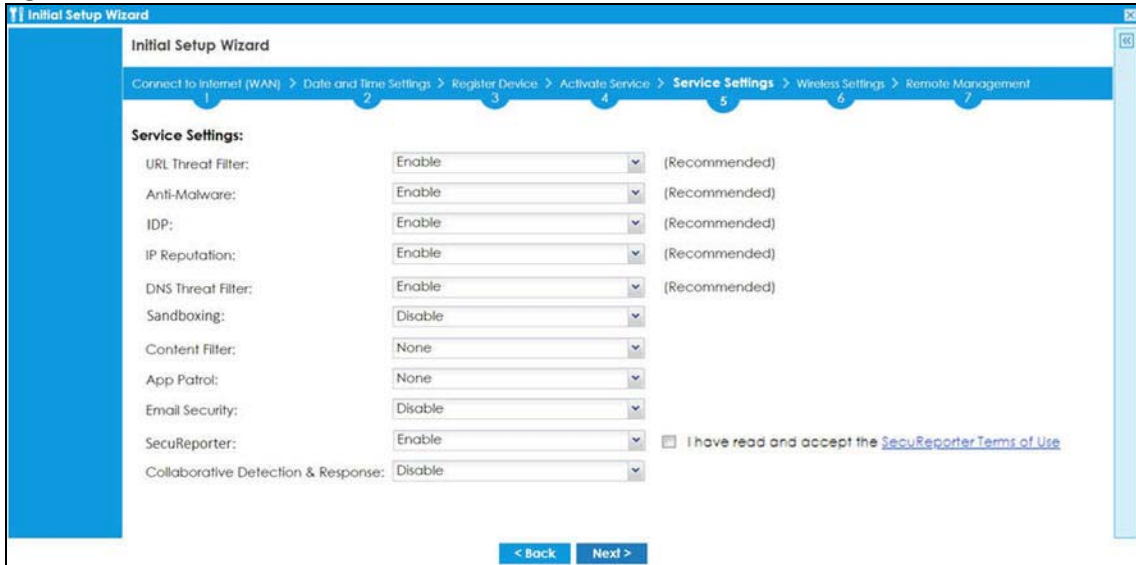 Initial Setup Wizard
Initial Setup Wizard
Connect to Internet (WAN) > Date and Time Settings > Register Device > Activate Service > Service Settings > Wireless Settings > Remote Management
1 2 3 4 5 6 7
Service Settings:
URL Threat Filter: Enable (Recommended)
Anti-Malware: Enable (Recommended)
IDP: Enable (Recommended)
IP Reputation: Enable (Recommended)
DNS Threat Filter: Enable (Recommended)
Sandboxing: Disable
Content Filter: None
App Patrol: None
Email Security: Disable
SecuReporter: Enable I have read and accept the SecuReporter Terms of Use
Collaborative Detection & Response: Disable
< Back Next >